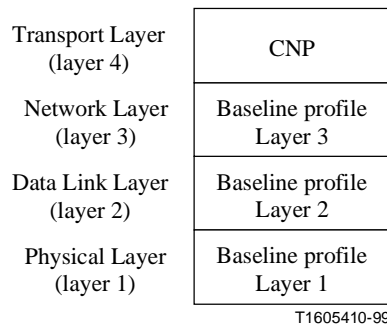 Transport Layer
(layer 4)
CNP
Network Layer
(layer 3)
Baseline profile
Layer 3
Data Link Layer
(layer 2)
Baseline profile
Layer 2
Physical Layer
(layer 1)
Baseline profile
Layer 1
T1605410-99